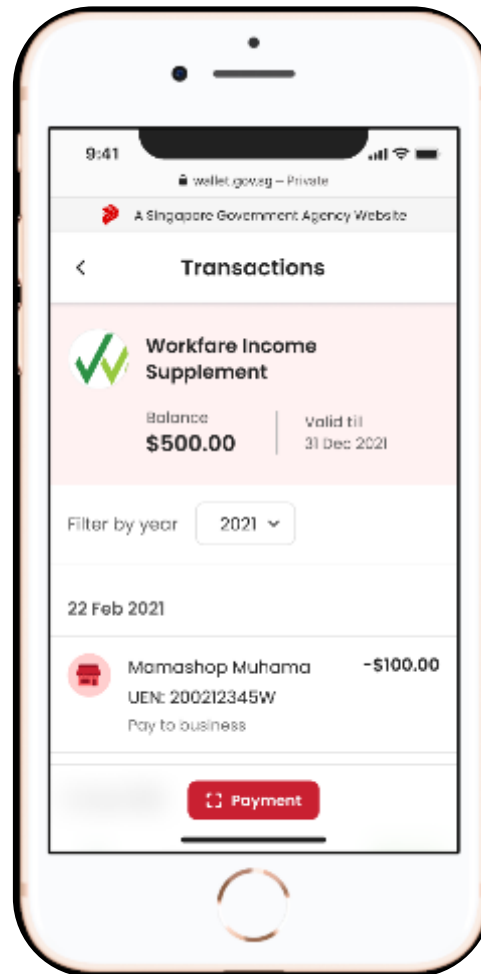 9:41
wallet.gov.sg – Private
A Singapore Government Agency Website
Transactions
Workfare Income
Supplement
Balance
$500.00
Valid till
31 Dec 2021
Filter by year
2021
22 Feb 2021
Mamashop Muhama
-$100.00
UEN: 200212345W
Pay to business
Payment